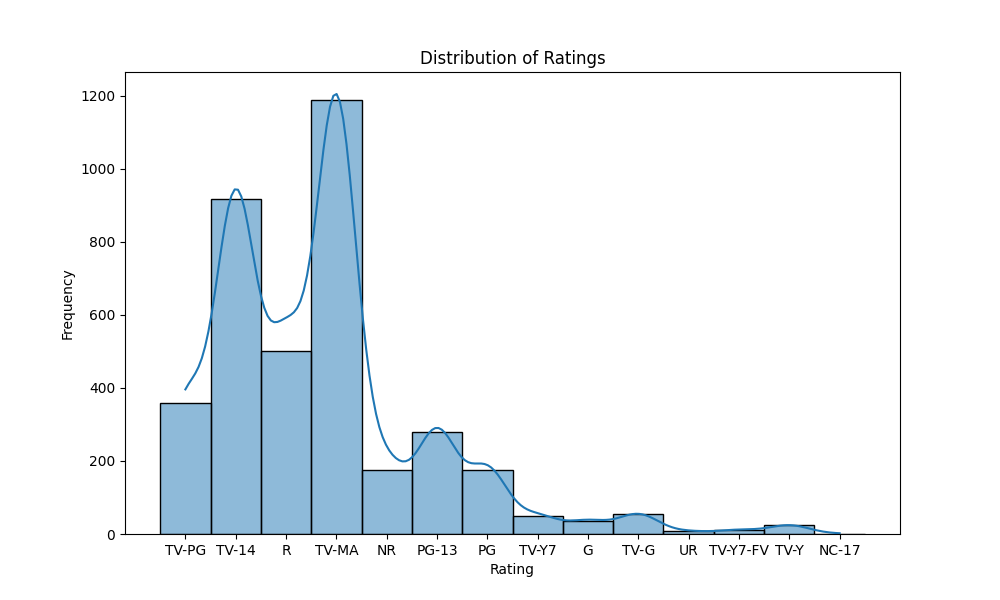 Distribution of Ratings
1200
1000
800
600
400
200
0
Frequency
TV-PG TV-14 R TV-MA NR PG-13 PG TV-Y7 G TV-G UR TV-Y7-FV TV-Y NC-17
Rating